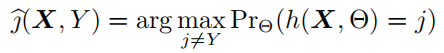 ĵ(X, Y) = arg max_{j≠Y} Pr_Θ(h(X, Θ) = j)